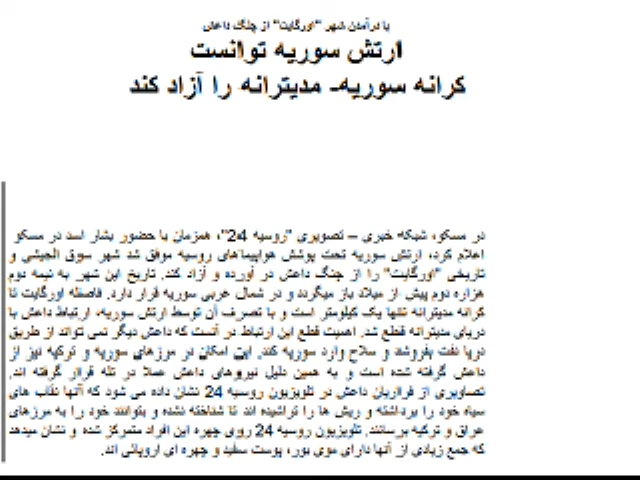 با درآمدن شهر "اورگایت" از چنگ داعش
ارتش سوریه توانست
کرانه سوریه- مدیترانه را آزاد کند
در مسکو، شبکه خبری – تصویری "روسیه 24"، همزمان با حضور بشار اسد در مسکو
اعلام کرد، ارتش سوریه تحت پوشش هواپیماهای روسیه موفق شد شهر سوق الجیشی و
تاریخی "اورگایت" را از چنگ داعش در آورده و آزاد کند. تاریخ این شهر به نیمه دوم
هزاره دوم پیش از میلاد باز میگردد و در شمال غربی سوریه قرار دارد. فاصله اورگایت تا
کرانه مدیترانه تنها یک کیلومتر است و با تصرف آن توسط ارتش سوریه، ارتباط داعش با
دریای مدیترانه قطع شد. اهمیت قطع این ارتباط در آنست که داعش دیگر نمی تواند از طریق
دریا نفت بفروشد و سلاح وارد سوریه کند. این امکان در مرزهای سوریه و ترکیه نیز از
داعش گرفته شده است و به همین دلیل نیروهای داعش عملا در تله قرار گرفته اند.
تصاویری از فراریان داعش در تلویزیون روسیه 24 نشان داده می شود که آنها نقاب های
سیاه خود را برداشته و ریش ها را تراشیده اند تا شناخته نشده و بتوانند خود را به مرزهای
عراق و ترکیه برسانند. تلویزیون روسیه 24 روی چهره این افراد متمرکز شده و نشان میدهد
که جمع زیادی از آنها دارای موی بور، پوست سفید و چهره ای اروپائی اند.